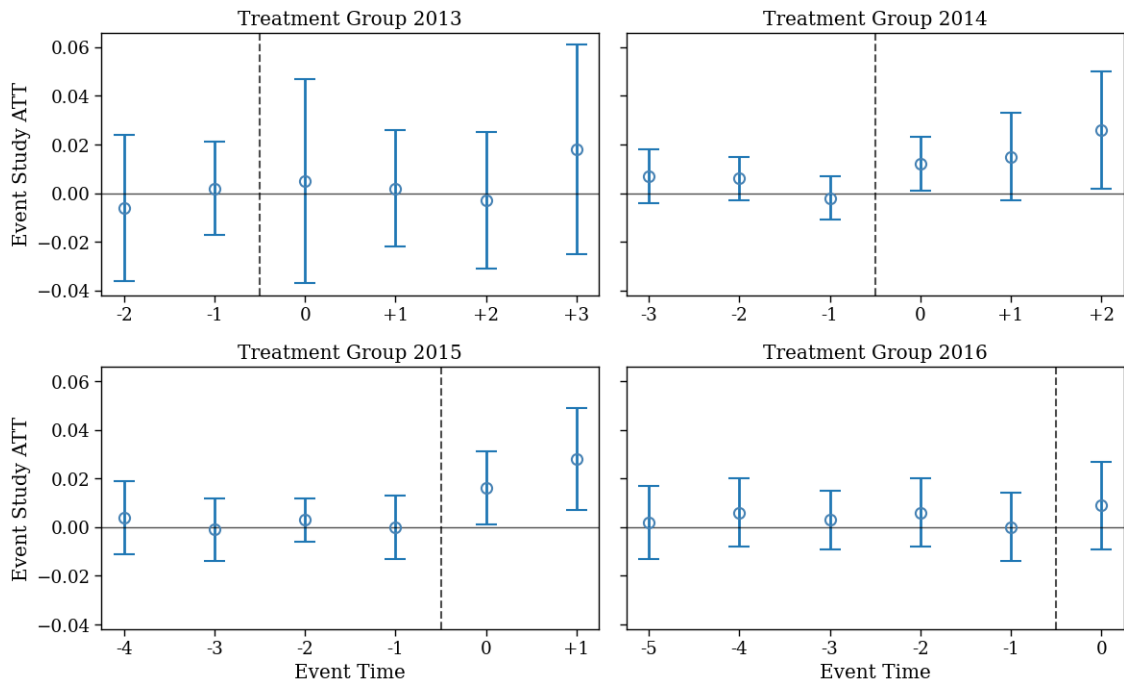 Treatment Group 2013
Treatment Group 2014
Event Study ATT
0.06
0.04
0.02
0.00
−0.02
−0.04
-2 -1 0 +1 +2 +3
-3 -2 -1 0 +1 +2
Treatment Group 2015
Treatment Group 2016
Event Study ATT
0.06
0.04
0.02
0.00
−0.02
−0.04
-4 -3 -2 -1 0 +1
-5 -4 -3 -2 -1 0
Event Time
Event Time